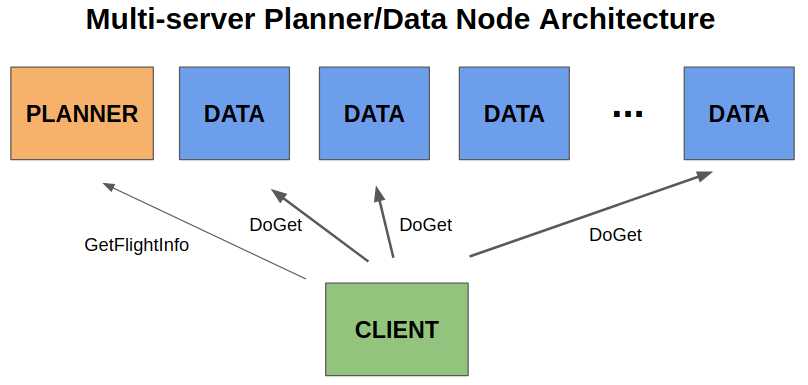 Multi-server Planner/Data Node Architecture
PLANNER
DATA
DATA
DATA
...
DATA
GetFlightInfo
DoGet
DoGet
DoGet
CLIENT